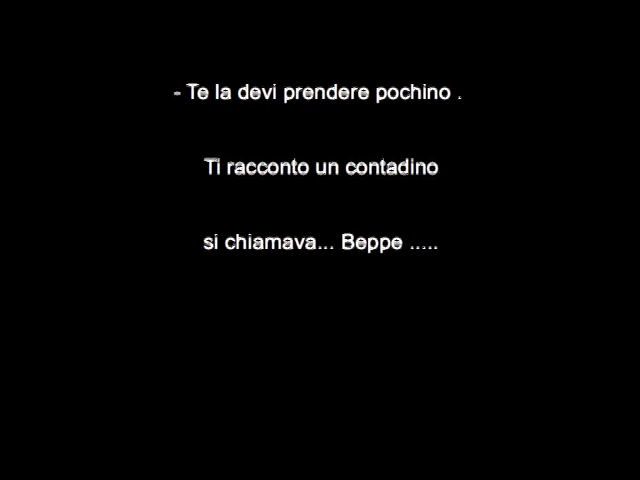 - Te la devi prendere pochino .
Ti racconto un contadino
si chiamava... Beppe .....